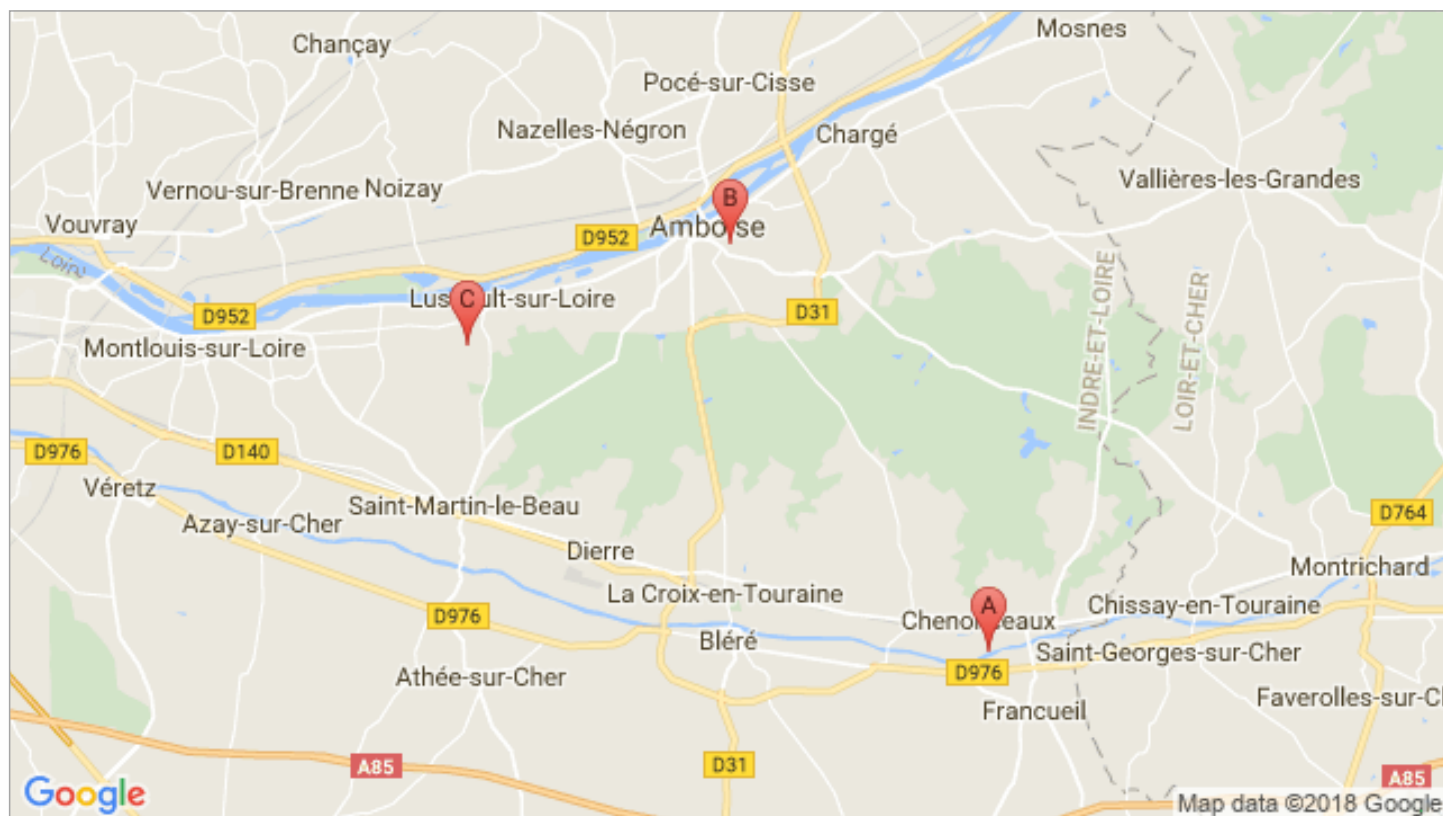 Mosnes
Chançay
Pocé-sur-Cisse
Nazelles-Négron
Chargé
Vallières-les-Grandes
Vernou-sur-Brenne
Noizay
B
Vouvray
Amboise
D952
Loire
C
Lus ult-sur-Loire
D31
D952
Montlouis-sur-Loire
INDRE-ET-LOIRE
LOIR-ET-CHER
D976
D140
Véretz
Saint-Martin-le-Beau
Azay-sur-Cher
D764
Dierre
Montrichard
La Croix-en-Touraine
A
Chissay-en-Touraine
D976
Chenonceaux
Bléré
Saint-Georges-sur-Cher
Athée-sur-Cher
D976
Faverolles-sur-C
Francueil
A85
D31
A85
Google
Map data ©2018 Google